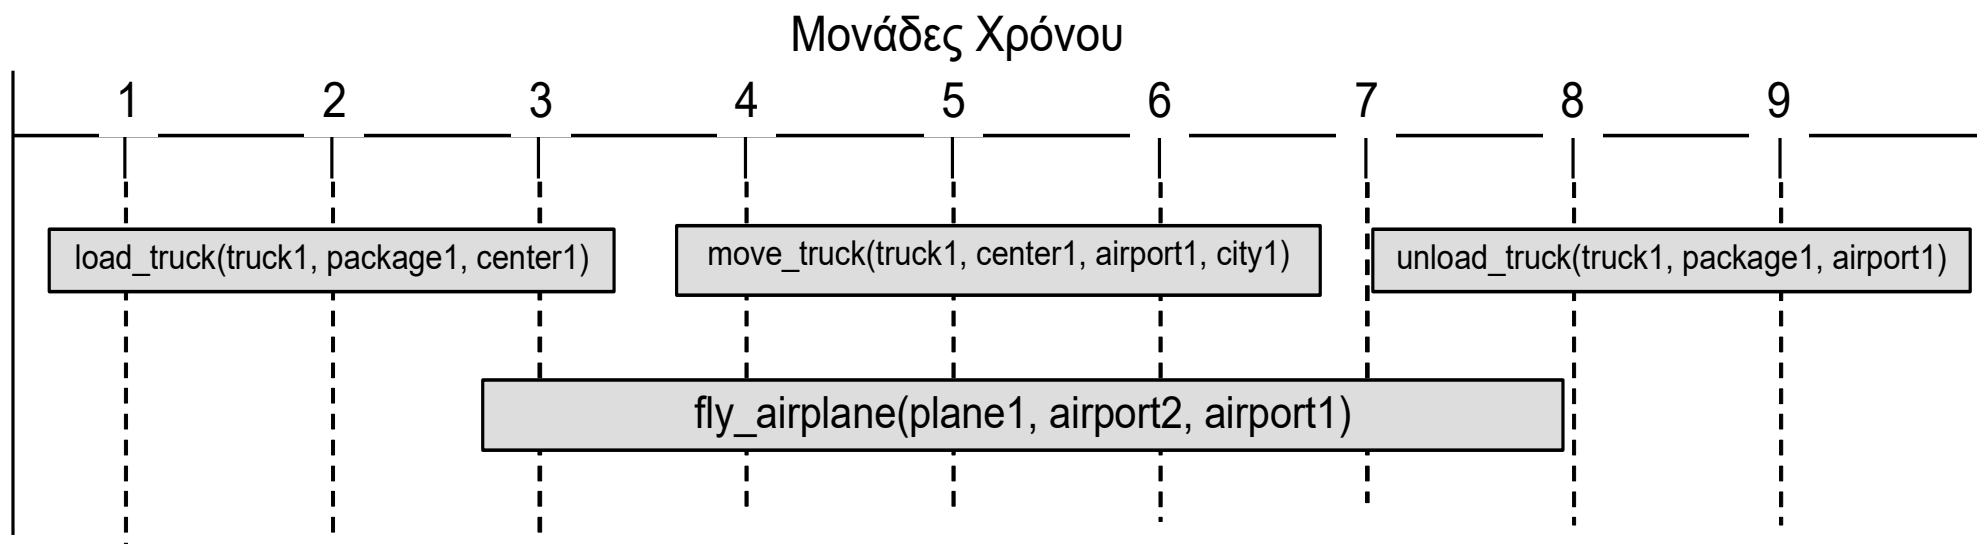 Μονάδες Χρόνου
1 2 3 4 5 6 7 8 9
load_truck(truck1, package1, center1) move_truck(truck1, center1, airport1, city1) unload_truck(truck1, package1, airport1)
fly_airplane(plane1, airport2, airport1)